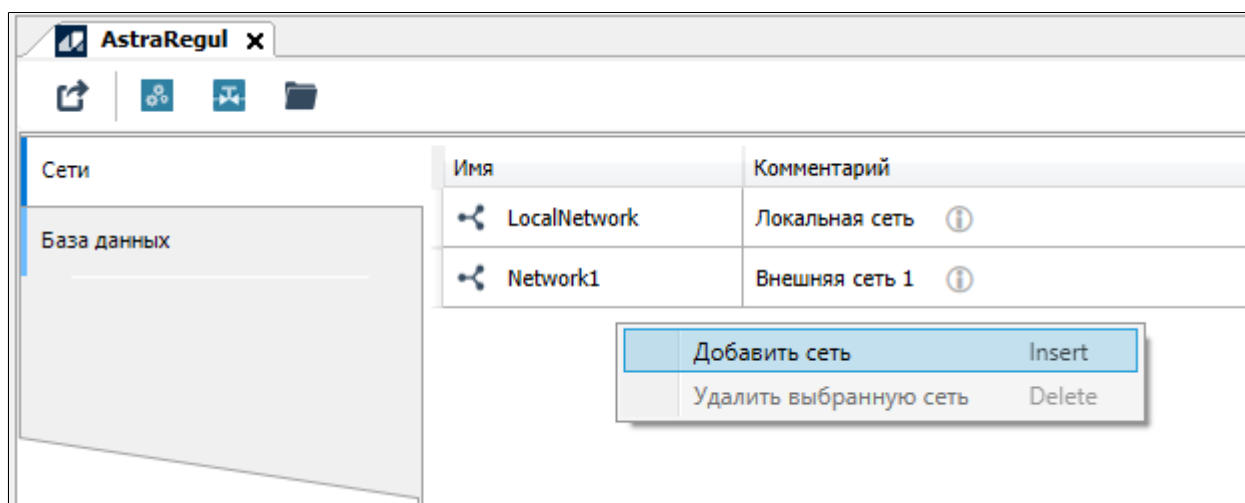 AstraRegul
Сети
Имя
Комментарий
LocalNetwork
Локальная сеть
База данных
Network1
Внешняя сеть 1
Добавить сеть Insert
Удалить выбранную сеть Delete